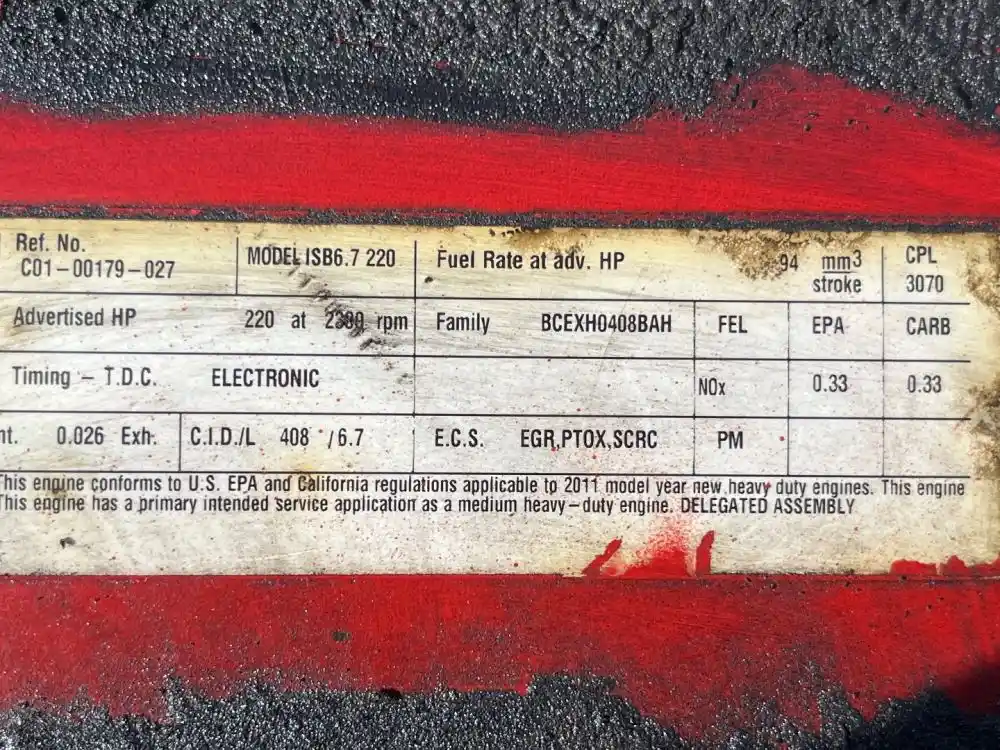 Ref. No. MODEL ISB6.7 220 Fuel Rate at adv. HP 94 mm3 CPL
C01-00179-027 stroke 3070
Advertised HP 220 at rpm Family BCEXH0408BAH FEL EPA CARB
Timing - T.D.C. ELECTRONIC NOx 0.33 0.33
0.026 Exh. C.I.D./L 408 /6.7 E.C.S. EGR,PTOX,SCRC PM
This engine conforms to U.S. EPA and California regulations applicable to 2011 model year new heavy duty engines. This engine
This engine has a primary intended service application as a medium heavy-duty engine. DELEGATED ASSEMBLY